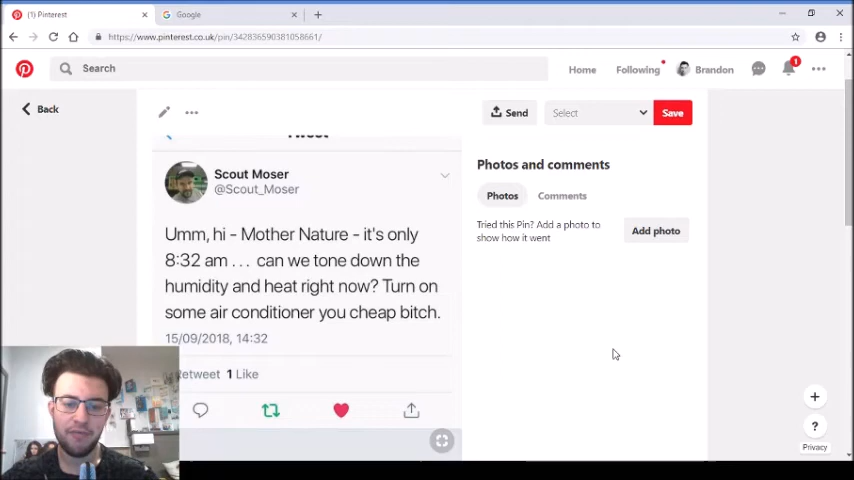 (1) Pinterest
Google
https://www.pinterest.co.uk/pin/342836590381058661/
Search
Home
Following
Brandon
1
Back
Send
Select
Save
Tweet
Scout Moser
@Scout_Moser
Umm, hi - Mother Nature - it's only
8:32 am . . . can we tone down the
humidity and heat right now? Turn on
some air conditioner you cheap bitch.
15/09/2018, 14:32
Retweet 1 Like
Photos and comments
Photos
Comments
Tried this Pin? Add a photo to
show how it went
Add photo
+
?
Privacy